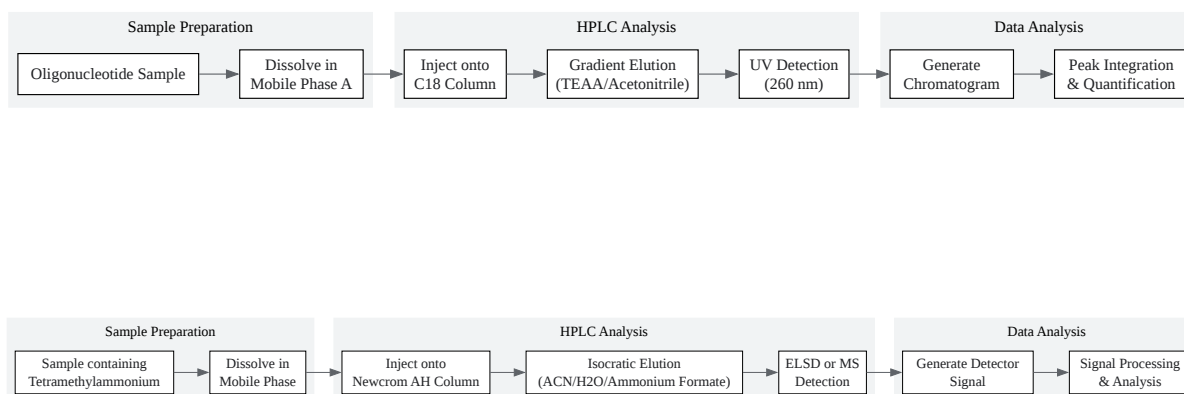 Sample Preparation
HPLC Analysis
Data Analysis
Oligonucleotide Sample
Dissolve in
Mobile Phase A
Inject onto
C18 Column
Gradient Elution
(TEAA/Acetonitrile)
UV Detection
(260 nm)
Generate
Chromatogram
Peak Integration
& Quantification
Sample Preparation
HPLC Analysis
Data Analysis
Sample containing
Tetramethylammonium
Dissolve in
Mobile Phase
Inject onto
Newcrom AH Column
Isocratic Elution
(ACN/H2O/Ammonium Formate)
ELSD or MS
Detection
Generate Detector
Signal
Signal Processing
& Analysis